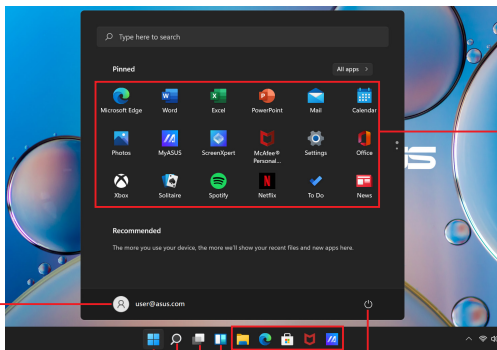 Type here to search
Pinned
All apps >
Microsoft Edge Word Excel PowerPoint Mail Calendar
Photos MyASUS ScreenXpert McAfee® Personal... Settings Office
Xbox Solitaire Spotify Netflix To Do News
Recommended
The more you use your device, the more we'll show your recent files and new apps here.
user@asus.com